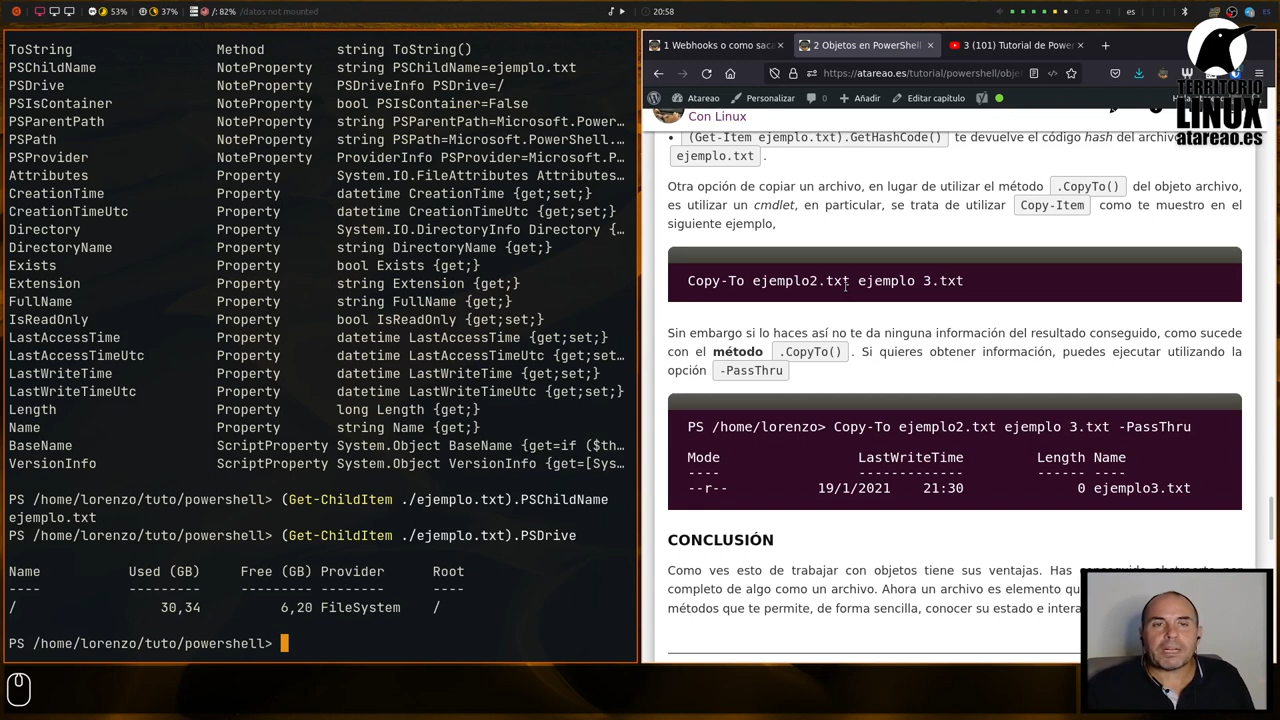 53%
37%
/: 82%
/datos not mounted
20:58
es
ES
ToString Method string ToString()
PSChildName NoteProperty string PSChildName=ejemplo.txt
PSDrive NoteProperty PSDriveInfo PSDrive=/
PSIsContainer NoteProperty bool PSIsContainer=False
PSParentPath NoteProperty string PSParentPath=Microsoft.Power…
PSPath NoteProperty string PSPath=Microsoft.PowerShell.…
PSProvider NoteProperty ProviderInfo PSProvider=Microsoft.P…
Attributes Property System.IO.FileAttributes Attributes…
CreationTime Property datetime CreationTime {get;set;}
CreationTimeUtc Property datetime CreationTimeUtc {get;set;}
Directory Property System.IO.DirectoryInfo Directory {…
DirectoryName Property string DirectoryName {get;}
Exists Property bool Exists {get;}
Extension Property string Extension {get;}
FullName Property string FullName {get;}
IsReadOnly Property bool IsReadOnly {get;set;}
LastAccessTime Property datetime LastAccessTime {get;set;}
LastAccessTimeUtc Property datetime LastAccessTimeUtc {get;set…
LastWriteTime Property datetime LastWriteTime {get;set;}
LastWriteTimeUtc Property datetime LastWriteTimeUtc {get;set;}
Length Property long Length {get;}
Name Property string Name {get;}
BaseName ScriptProperty System.Object BaseName {get=if ($th…
VersionInfo ScriptProperty System.Object VersionInfo {get=[Sys…
PS /home/lorenzo/tuto/powershell> (Get-ChildItem ./ejemplo.txt).PSChildName
ejemplo.txt
PS /home/lorenzo/tuto/powershell> (Get-ChildItem ./ejemplo.txt).PSDrive
Name Used (GB) Free (GB) Provider Root
---- --------- --------- -------- ----
/ 30,34 6,20 FileSystem /
PS /home/lorenzo/tuto/powershell>
1 Webhooks o como saca
2 Objetos en PowerShell
3 (101) Tutorial de Powe
https://atareao.es/tutorial/powershell/obje
Atareao Personalizar 0 Añadir Editar capítulo
TERRITORIO
LINUX
atareao.es
Con Linux
• (Get-Item ejemplo.txt).GetHashCode() te devuelve el código hash del archivo
ejemplo.txt .
Otra opción de copiar un archivo, en lugar de utilizar el método .CopyTo() del objeto archivo,
es utilizar un cmdlet, en particular, se trata de utilizar Copy-Item como te muestro en el
siguiente ejemplo,
Copy-To ejemplo2.txt ejemplo 3.txt
Sin embargo si lo haces así no te da ninguna información del resultado conseguido, como sucede
con el método .CopyTo() . Si quieres obtener información, puedes ejecutar utilizando la
opción -PassThru
PS /home/lorenzo> Copy-To ejemplo2.txt ejemplo 3.txt -PassThru
Mode LastWriteTime Length Name
---- ------------- ------ ----
--r-- 19/1/2021 21:30 0 ejemplo3.txt
CONCLUSIÓN
Como ves esto de trabajar con objetos tiene sus ventajas. Has conseguido abstraerte por
completo de algo como un archivo. Ahora un archivo es elemento
métodos que te permite, de forma sencilla, conocer su estado e